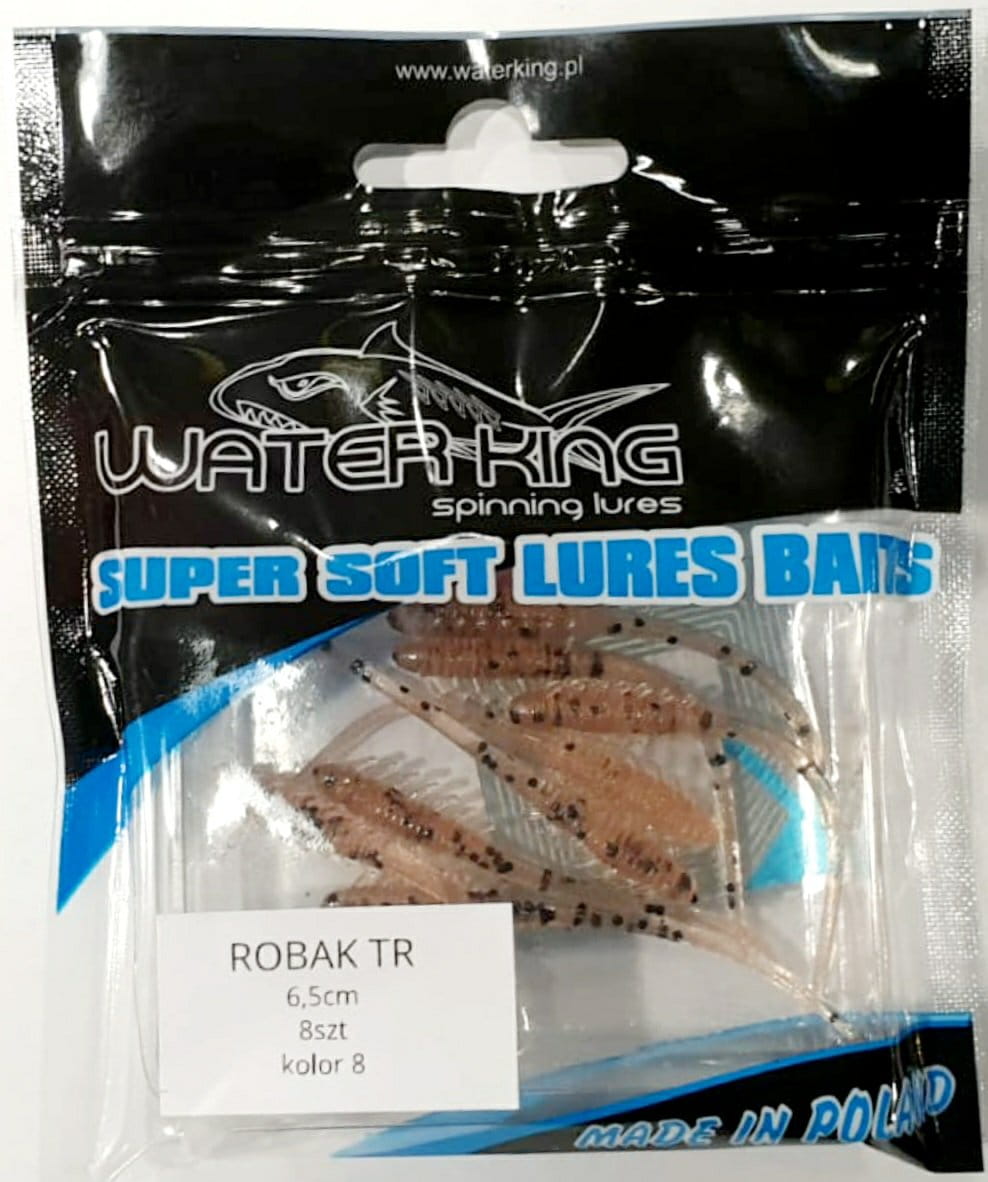 www.waterking.pl
WATER KING
spinning lures
SUPER SOFT LURES BAITS
ROBAK TR
6,5cm
8szt
kolor 8
MADE IN POLAND